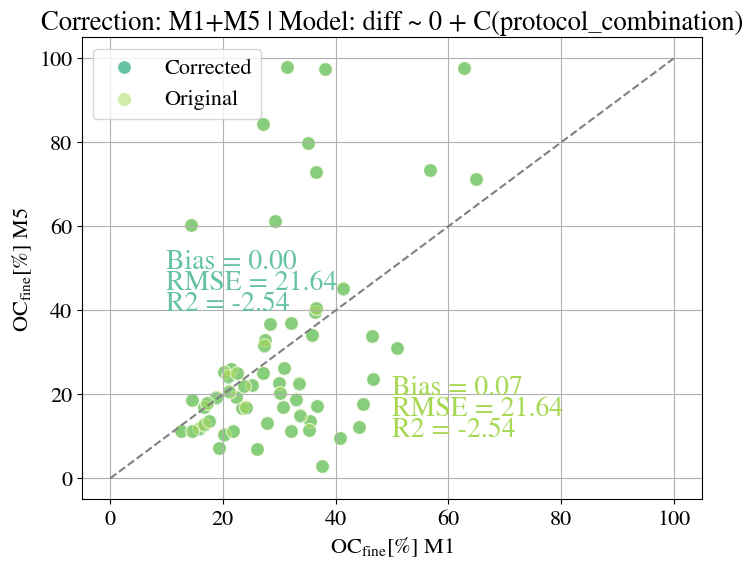 Correction: M1+M5 | Model: diff ~ 0 + C(protocol_combination)
Corrected
Original
Bias = 0.00
RMSE = 21.64
R2 = -2.54
Bias = 0.07
RMSE = 21.64
R2 = -2.54
100
80
60
40
20
0
OCfine[%] M5
0 20 40 60 80 100
OCfine[%] M1